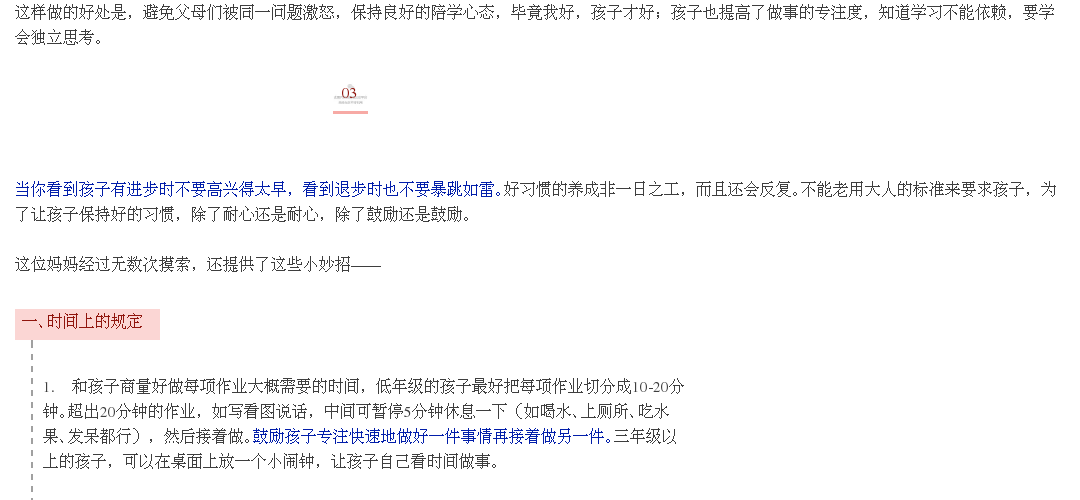 这样做的好处是，避免父母们被同一问题激怒，保持良好的陪学心态，毕竟我好，孩子才好；孩子也提高了做事的专注度，知道学习不能依赖，要学
会独立思考。
03
当你看到孩子有进步时不要高兴得太早，看到退步时也不要暴跳如雷。好习惯的养成非一日之工，而且还会反复。不能老用大人的标准来要求孩子，为
了让孩子保持好的习惯，除了耐心还是耐心，除了鼓励还是鼓励。
这位妈妈经过无数次摸索，还提供了这些小妙招——
一、时间上的规定
1. 和孩子商量好做每项作业大概需要的时间，低年级的孩子最好把每项作业切分成10-20分
钟。超出20分钟的作业，如写看图说话，中间可暂停5分钟休息一下（如喝水、上厕所、吃水
果、发呆都行），然后接着做。鼓励孩子专注快速地做好一件事情再接着做另一件。三年级以
上的孩子，可以在桌面上放一个小闹钟，让孩子自己看时间做事。